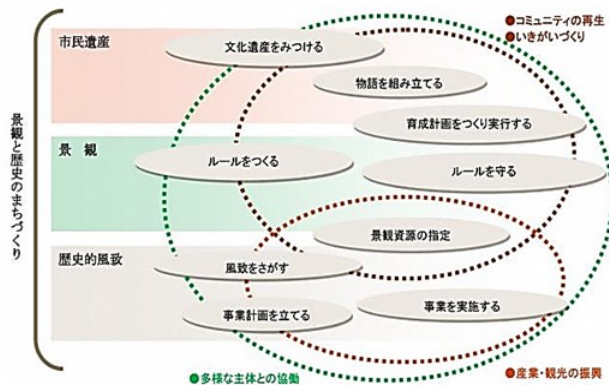 ●コミュニティの再生
●いきがいづくり
景観と歴史のまちづくり
市民遺産
文化遺産をみつける
物語を組み立てる
育成計画をつくり実行する
景　観
ルールをつくる
ルールを守る
景観資源の指定
歴史的風致
風致をさがす
事業計画を立てる
事業を実施する
●多様な主体との協働
●産業・観光の振興